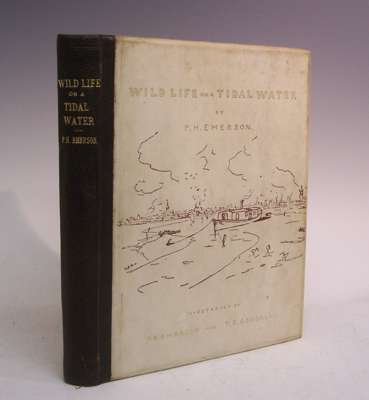 WILD LIFE
ON A
TIDAL
WATER
P. H. EMERSON.
WILD LIFE ON A TIDAL WATER
BY
P. H. EMERSON.